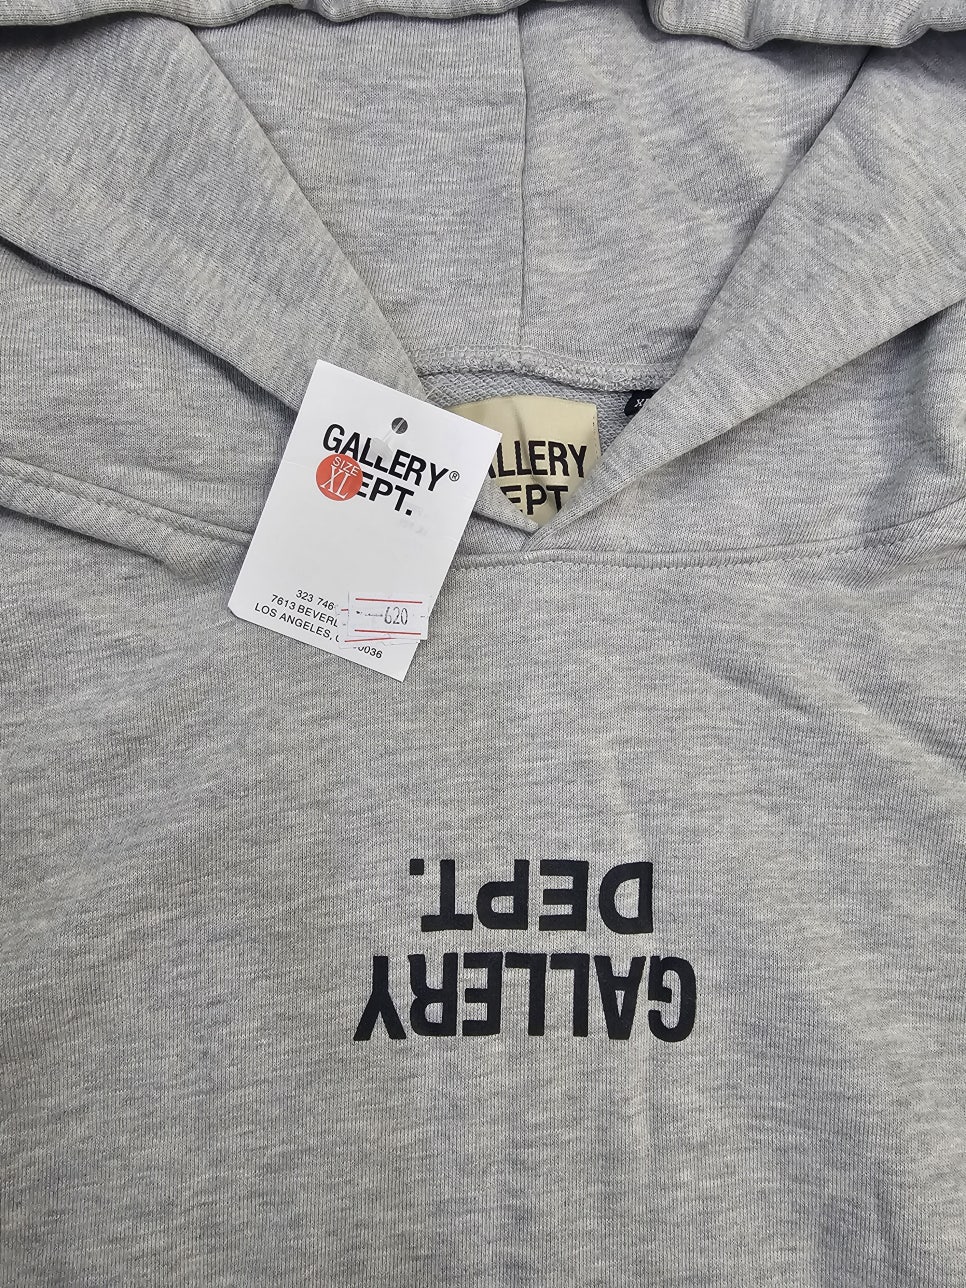 GALLERY®
DEPT.
SIZE
XL
323 746
620
7613 BEVERL
LOS ANGELES, C 0036
ALLERY
EPT.
DEPT.
GALLERY